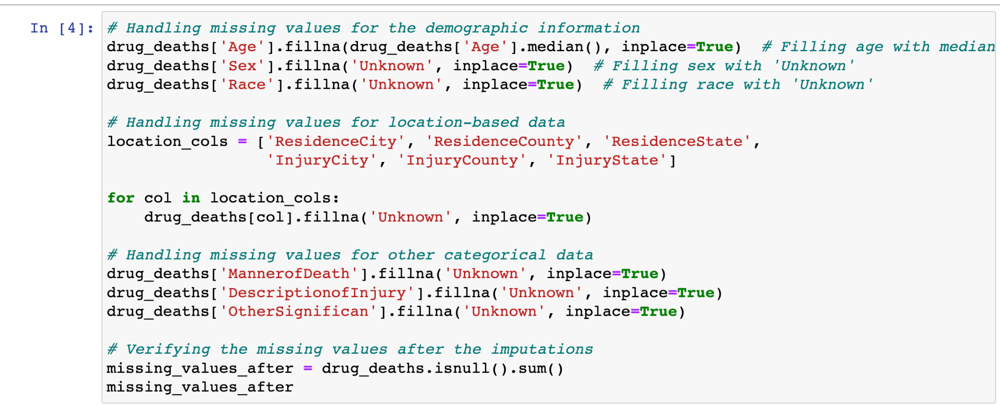 In [4]:
# Handling missing values for the demographic information
drug_deaths['Age'].fillna(drug_deaths['Age'].median(), inplace=True)  # Filling age with median
drug_deaths['Sex'].fillna('Unknown', inplace=True)  # Filling sex with 'Unknown'
drug_deaths['Race'].fillna('Unknown', inplace=True)  # Filling race with 'Unknown'
# Handling missing values for location-based data
location_cols = ['ResidenceCity', 'ResidenceCounty', 'ResidenceState',
                 'InjuryCity', 'InjuryCounty', 'InjuryState']
for col in location_cols:
    drug_deaths[col].fillna('Unknown', inplace=True)
# Handling missing values for other categorical data
drug_deaths['MannerofDeath'].fillna('Unknown', inplace=True)
drug_deaths['DescriptionofInjury'].fillna('Unknown', inplace=True)
drug_deaths['OtherSignifican'].fillna('Unknown', inplace=True)
# Verifying the missing values after the imputations
missing_values_after = drug_deaths.isnull().sum()
missing_values_after